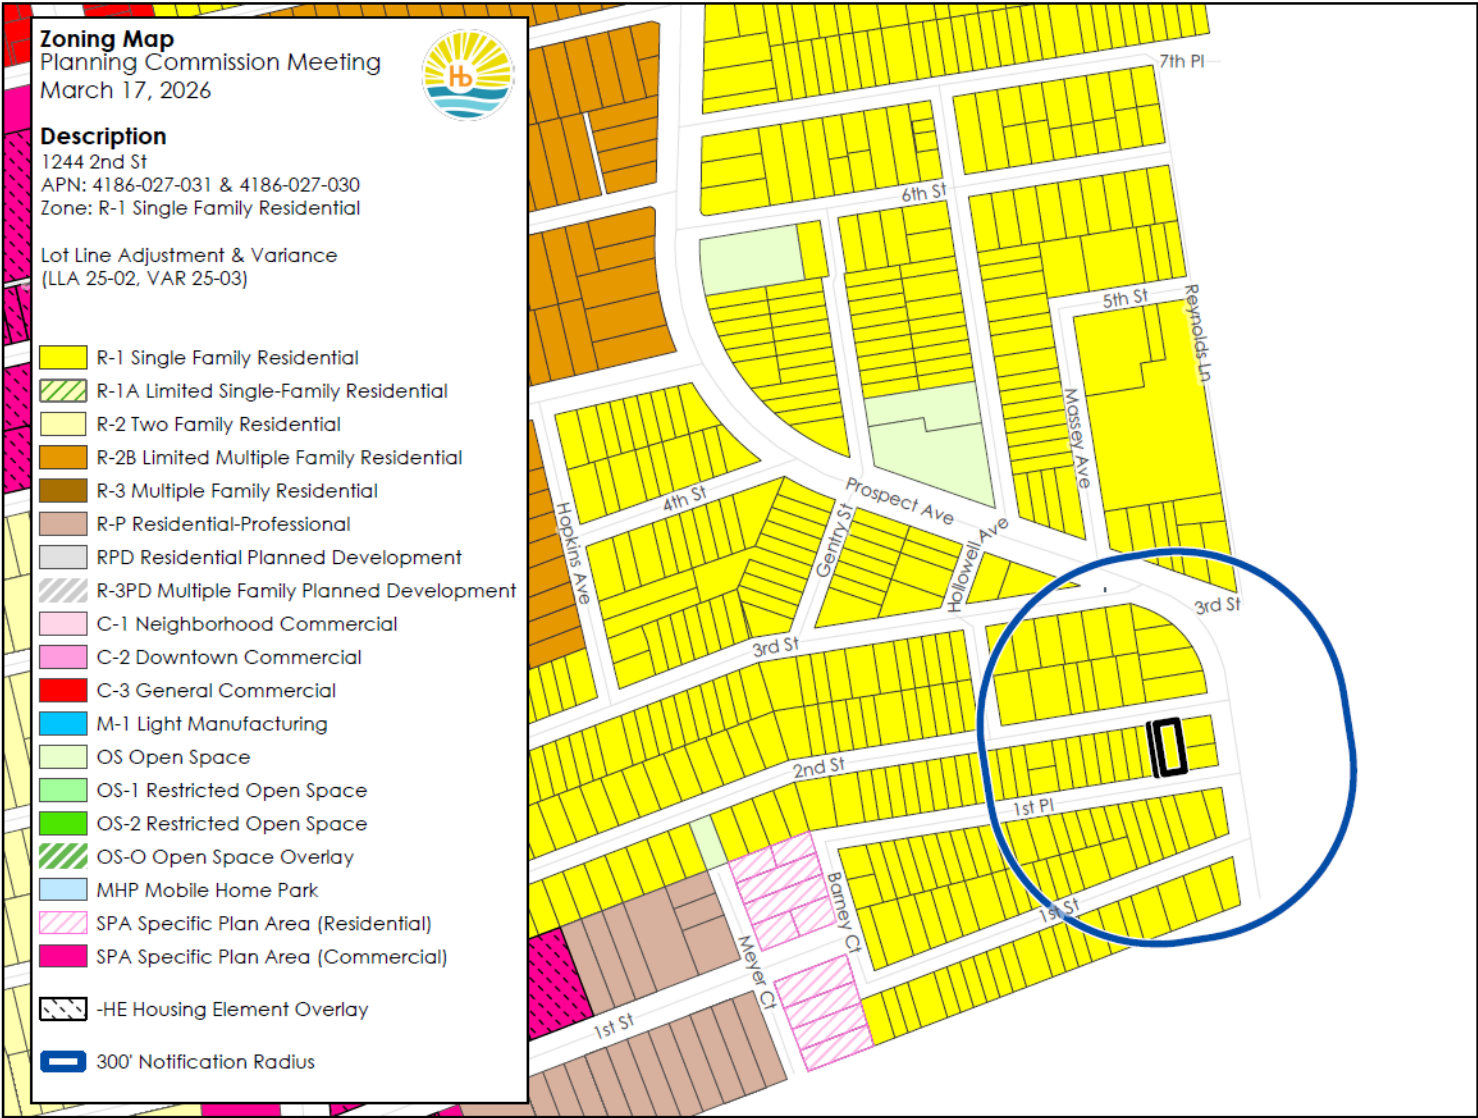 Zoning Map
Planning Commission Meeting
March 17, 2026
Hb
Description
1244 2nd St
APN: 4186-027-031 & 4186-027-030
Zone: R-1 Single Family Residential
Lot Line Adjustment & Variance
(LLA 25-02, VAR 25-03)
R-1 Single Family Residential
R-1A Limited Single-Family Residential
R-2 Two Family Residential
R-2B Limited Multiple Family Residential
R-3 Multiple Family Residential
R-P Residential-Professional
RPD Residential Planned Development
R-3PD Multiple Family Planned Development
C-1 Neighborhood Commercial
C-2 Downtown Commercial
C-3 General Commercial
M-1 Light Manufacturing
OS Open Space
OS-1 Restricted Open Space
OS-2 Restricted Open Space
OS-O Open Space Overlay
MHP Mobile Home Park
SPA Specific Plan Area (Residential)
SPA Specific Plan Area (Commercial)
-HE Housing Element Overlay
300' Notification Radius
7th Pl
6th St
5th St
Reynolds Ln
Massey Ave
Prospect Ave
4th St
Hopkins Ave
Gentry St
Hollowell Ave
3rd St
3rd St
2nd St
1st Pl
Barney Ct
1st St
Meyer Ct
1st St